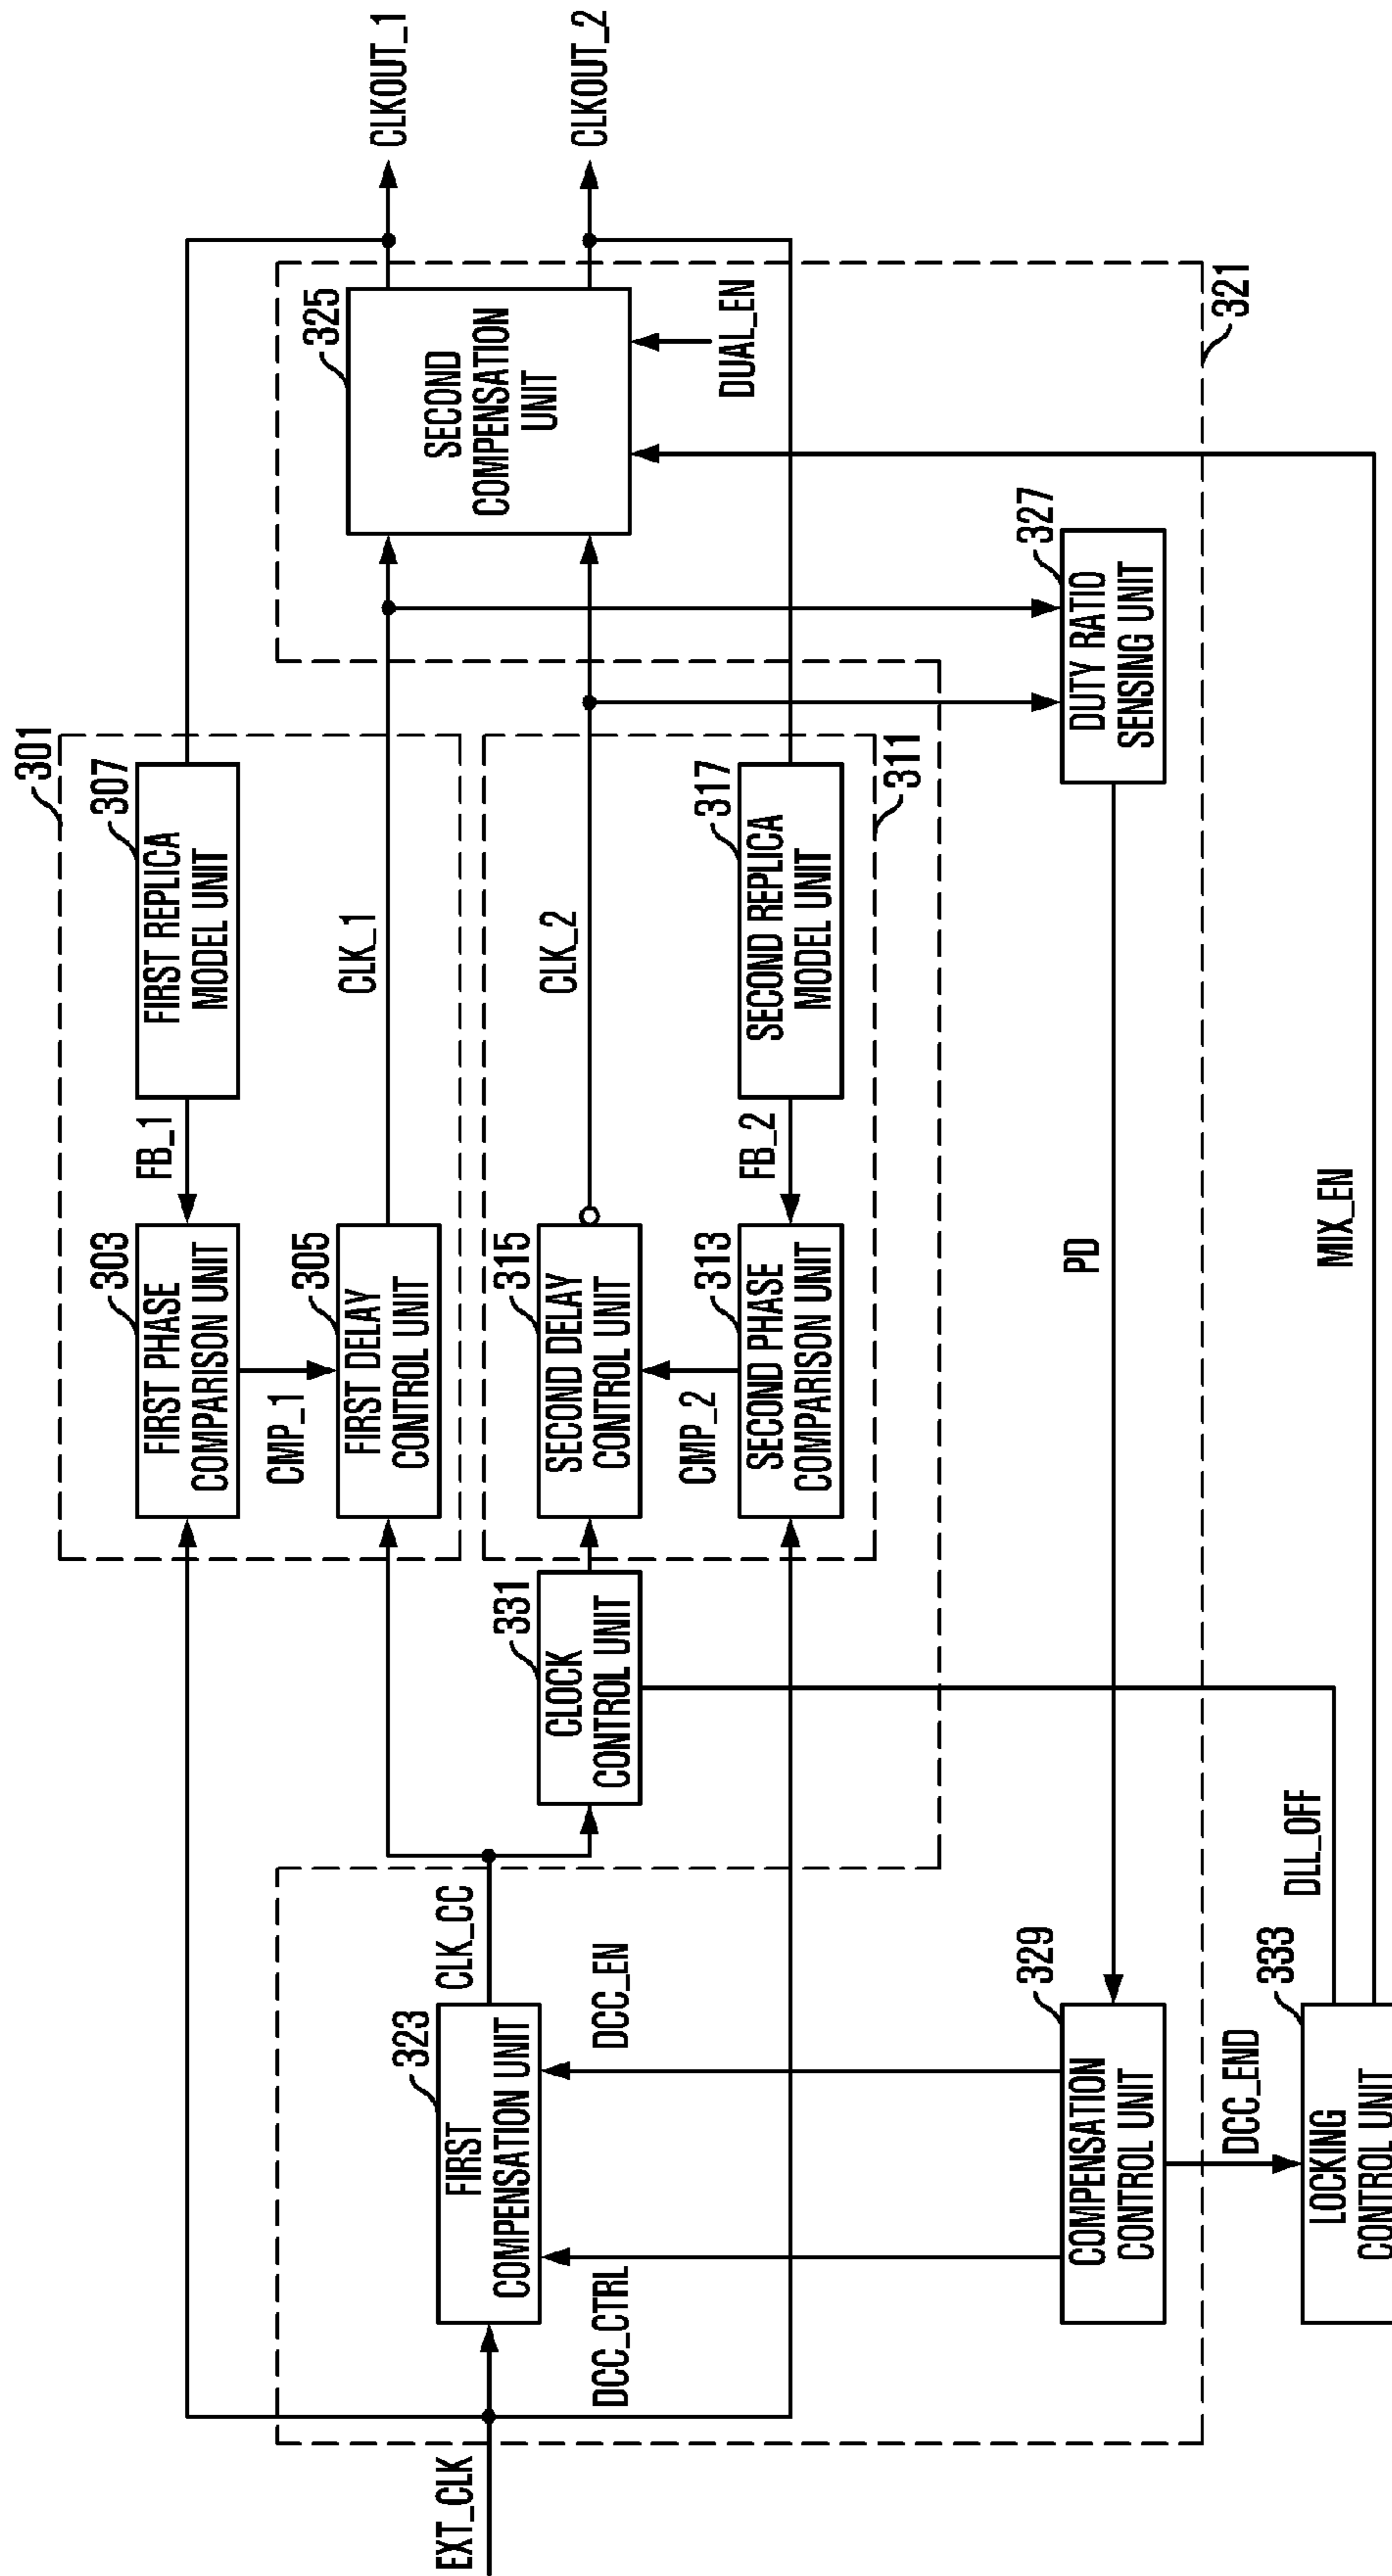 301
307
FIRST REPLICA
MODEL UNIT
FB_1
303
FIRST PHASE
COMPARISON UNIT
CMP_1
305
FIRST DELAY
CONTROL UNIT
CLK_1
CLKOUT_1
CLKOUT_2
325
SECOND
COMPENSATION
UNIT
DUAL_EN
EXT_CLK
323
FIRST
COMPENSATION UNIT
CLK_CC
DCC_CTRL
DCC_EN
331
CLOCK
CONTROL UNIT
315
SECOND DELAY
CONTROL UNIT
CLK_2
CMP_2
313
SECOND PHASE
COMPARISON UNIT
FB_2
317
SECOND REPLICA
MODEL UNIT
311
327
DUTY RATIO
SENSING UNIT
PD
329
COMPENSATION
CONTROL UNIT
321
DCC_END
333
LOCKING
CONTROL UNIT
DLL_OFF
MIX_EN